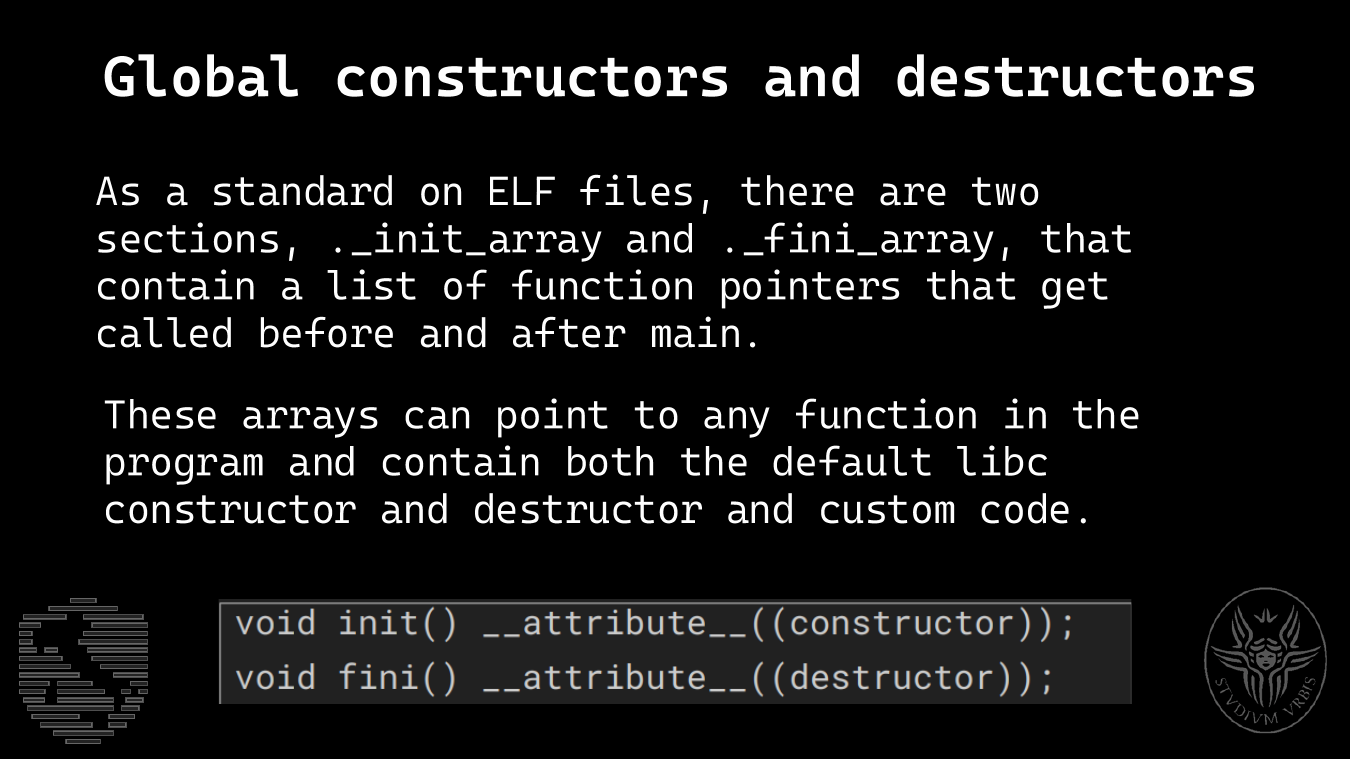 Global constructors and destructors
As a standard on ELF files, there are two
sections, ._init_array and ._fini_array, that
contain a list of function pointers that get
called before and after main.
These arrays can point to any function in the
program and contain both the default libc
constructor and destructor and custom code.
void init() __attribute__((constructor));
void fini() __attribute__((destructor));
STVDIVM VRBIS